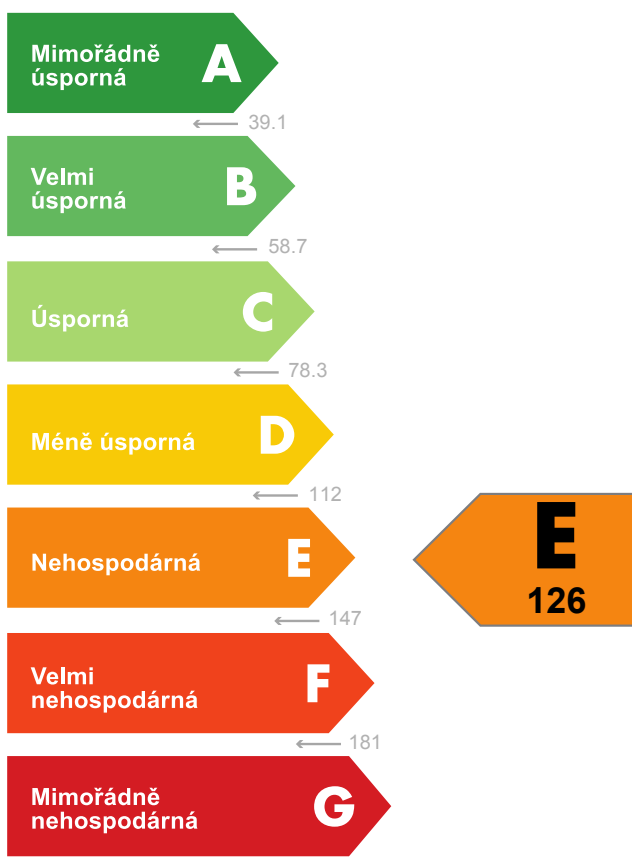 Mimořádně
úsporná
A
39.1
Velmi
úsporná
B
58.7
Úsporná
C
78.3
Méně úsporná
D
112
Nehospodárná
E
147
E
126
Velmi
nehospodárná
F
181
Mimořádně
nehospodárná
G